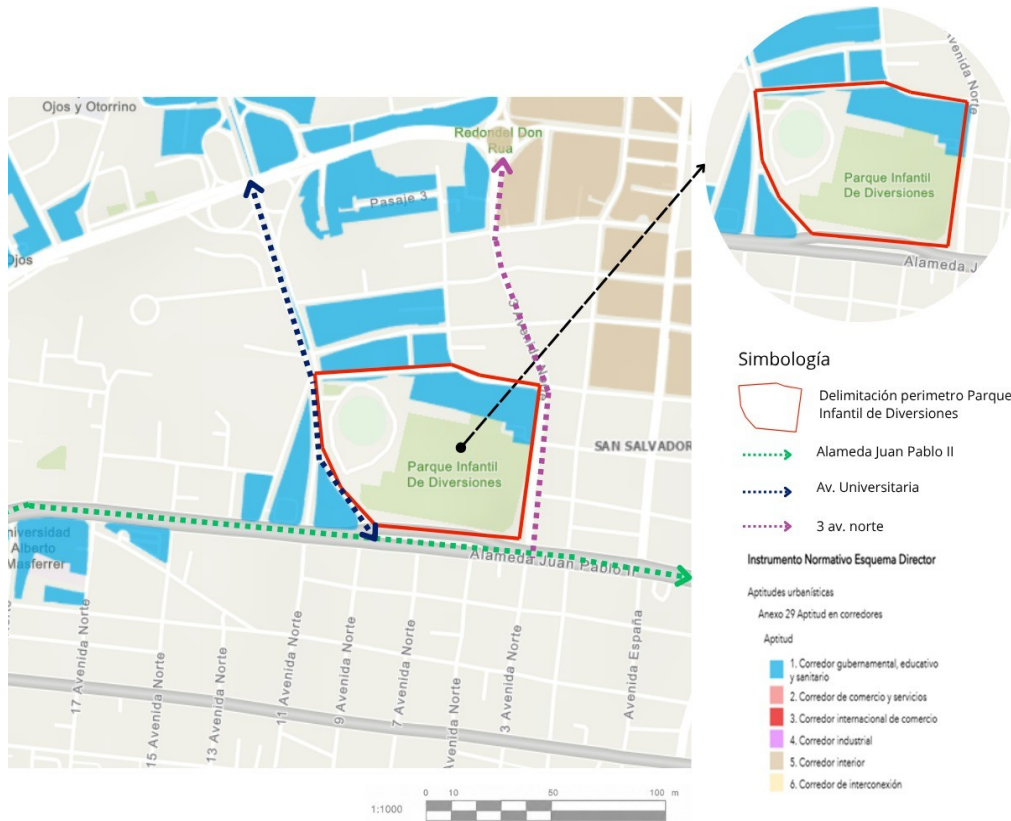 Ojos y Otorrino
Redondel Don
Rua
Pasaje 3
Ojos
3 Avenida Norte
SAN SALVADOR
Parque Infantil
De Diversiones
niversidad
Alberto
Masferrer
Alameda Juan Pablo II
17 Avenida Norte
15 Avenida Norte
13 Avenida Norte
11 Avenida Norte
9 Avenida Norte
7 Avenida Norte
Avenida Norte
3 Avenida Norte
Avenida España
1:1000
0 10 50 100 m
venida Norte
Parque Infantil
De Diversiones
Alameda J
Simbología
Delimitación perimetro Parque
Infantil de Diversiones
Alameda Juan Pablo II
Av. Universitaria
3 av. norte
Instrumento Normativo Esquema Director
Aptitudes urbanísticas
Anexo 29 Aptitud en corredores
Aptitud
1. Corredor gubernamental, educativo
y sanitario
2. Corredor de comercio y servicios
3. Corredor internacional de comercio
4. Corredor industrial
5. Corredor interior
6. Corredor de interconexión